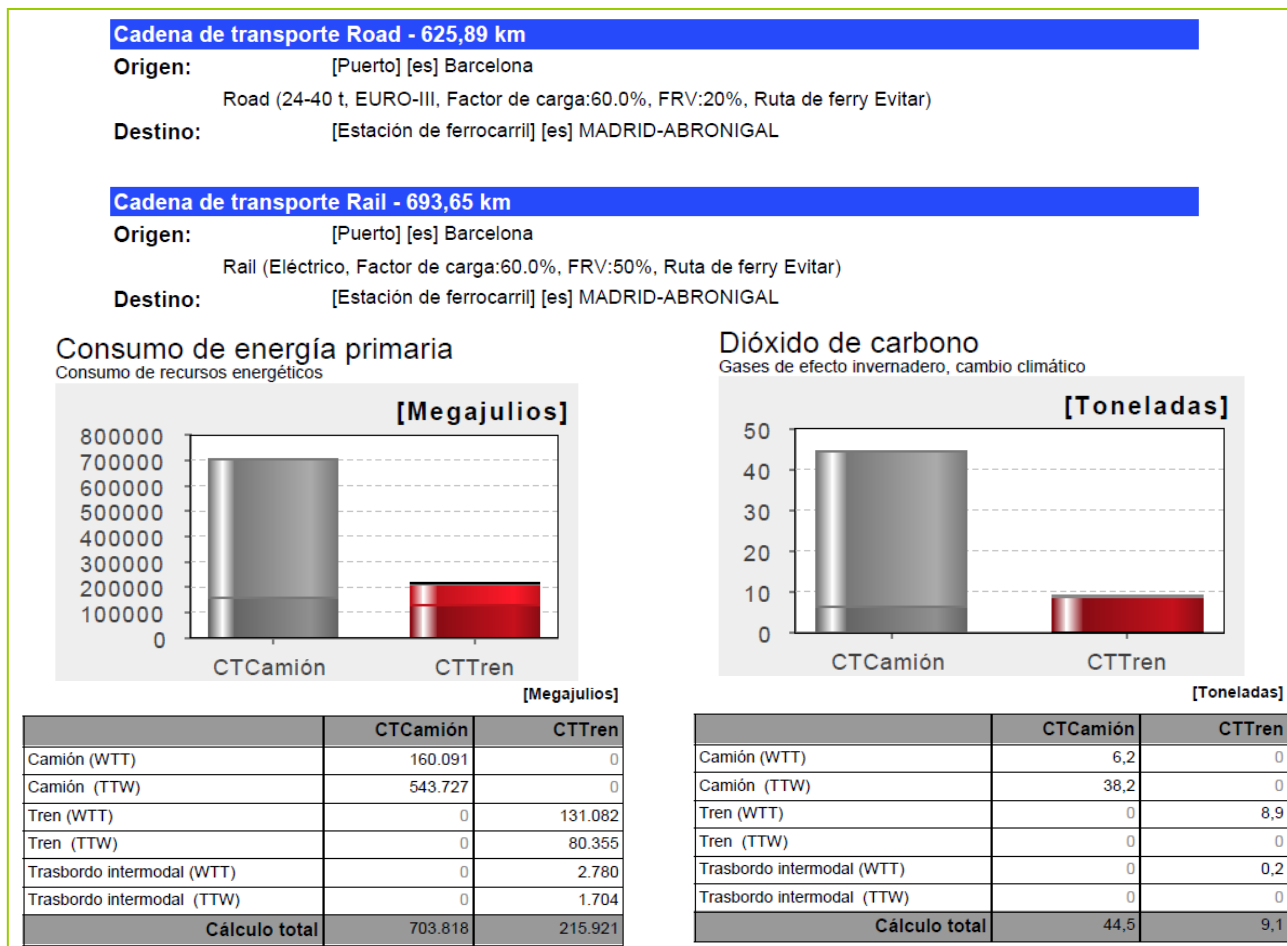 Cadena de transporte Road - 625,89 km
Origen: [Puerto] [es] Barcelona
Road (24-40 t, EURO-III, Factor de carga:60.0%, FRV:20%, Ruta de ferry Evitar)
Destino: [Estación de ferrocarril] [es] MADRID-ABRONIGAL
Cadena de transporte Rail - 693,65 km
Origen: [Puerto] [es] Barcelona
Rail (Eléctrico, Factor de carga:60.0%, FRV:50%, Ruta de ferry Evitar)
Destino: [Estación de ferrocarril] [es] MADRID-ABRONIGAL
Consumo de energía primaria
Consumo de recursos energéticos
[Megajulios]
800000
700000
600000
500000
400000
300000
200000
100000
0
CTCamión CTTren
[Megajulios]
CTCamión CTTren
Camión (WTT) 160.091 0
Camión (TTW) 543.727 0
Tren (WTT) 0 131.082
Tren (TTW) 0 80.355
Trasbordo intermodal (WTT) 0 2.780
Trasbordo intermodal (TTW) 0 1.704
Cálculo total 703.818 215.921
Dióxido de carbono
Gases de efecto invernadero, cambio climático
[Toneladas]
50
40
30
20
10
0
CTCamión CTTren
[Toneladas]
CTCamión CTTren
Camión (WTT) 6,2 0
Camión (TTW) 38,2 0
Tren (WTT) 0 8,9
Tren (TTW) 0 0
Trasbordo intermodal (WTT) 0 0,2
Trasbordo intermodal (TTW) 0 0
Cálculo total 44,5 9,1